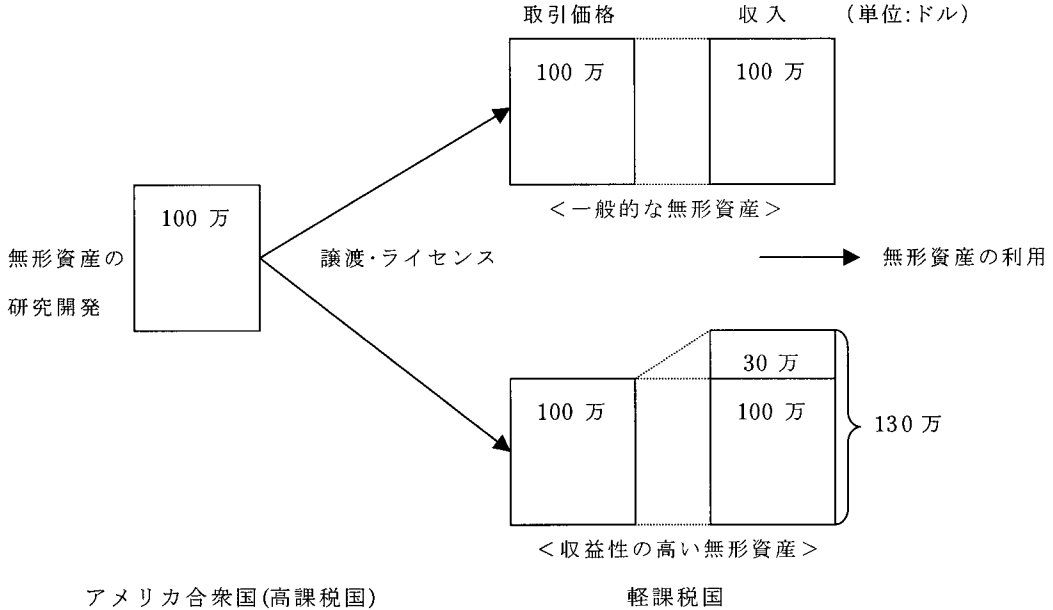 取引価格 収入 (単位:ドル)
100 万 100 万
<一般的な無形資産>
100 万
無形資産の
研究開発
譲渡・ライセンス
無形資産の利用
30 万
100 万 100 万
130 万
<収益性の高い無形資産>
アメリカ合衆国(高課税国) 軽課税国